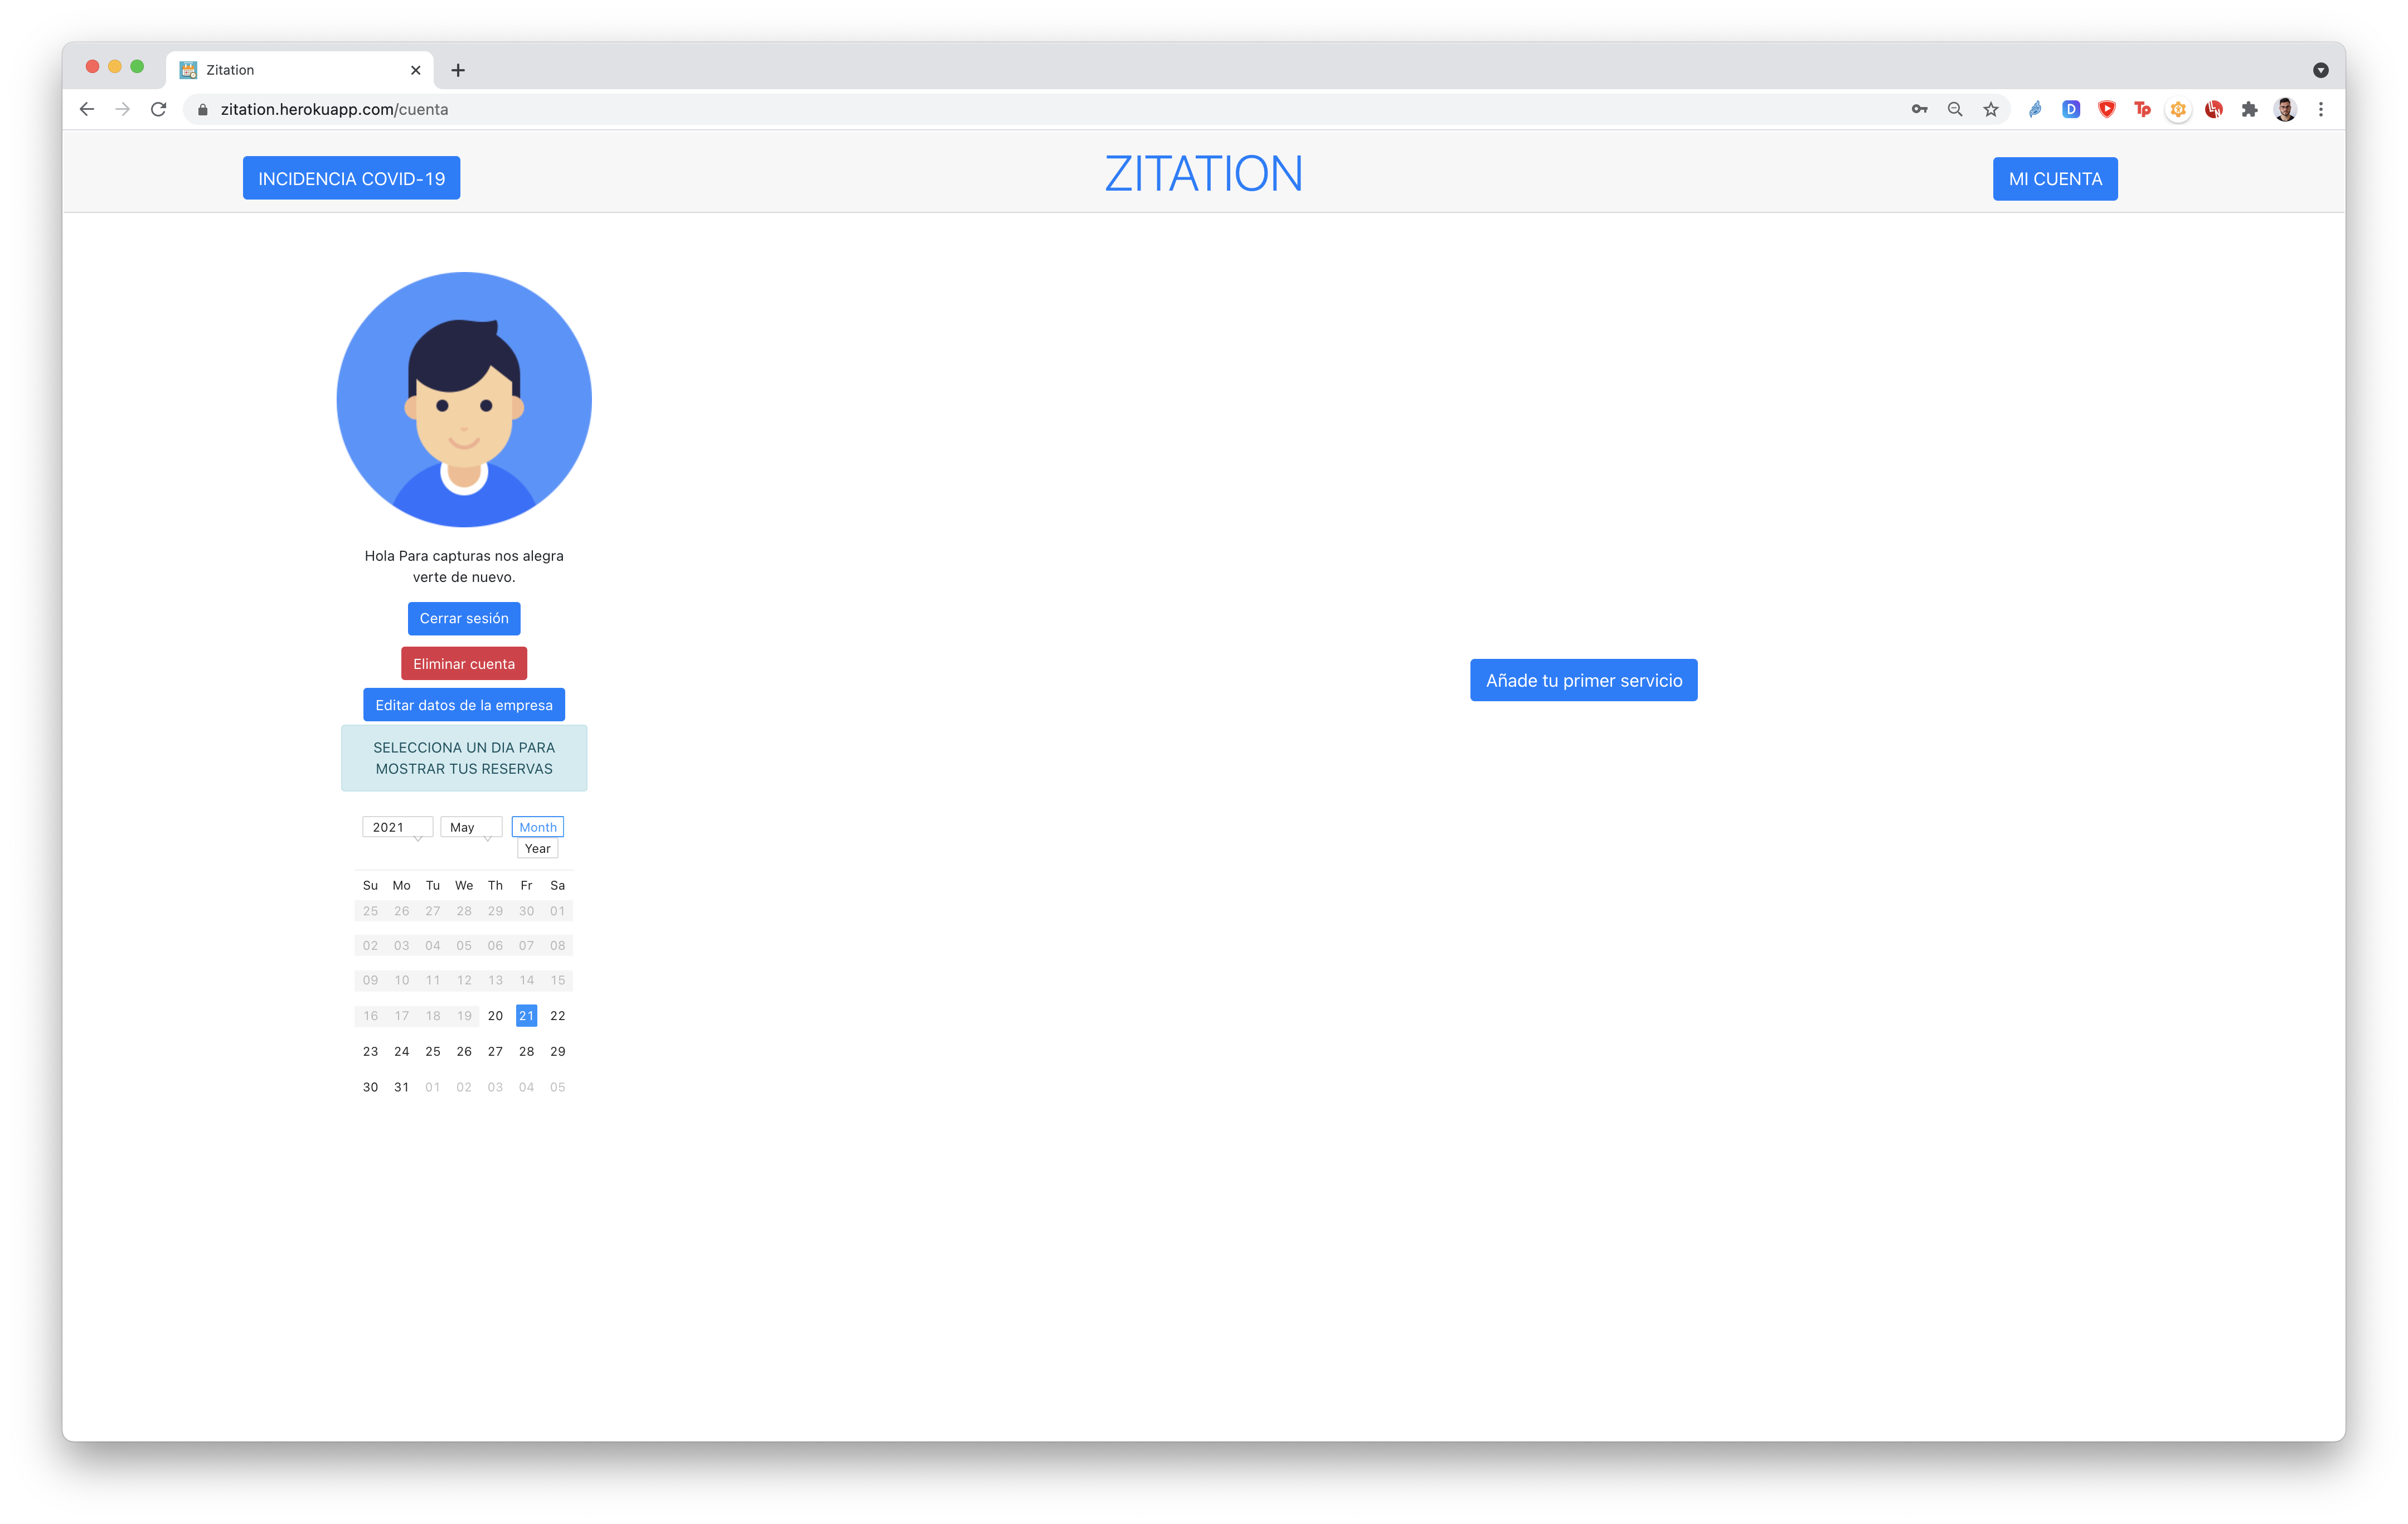 Zitation
zitation.herokuapp.com/cuenta
D
Tp
INCIDENCIA COVID-19
ZITATION
MI CUENTA
Hola Para capturas nos alegra
verte de nuevo.
Cerrar sesión
Eliminar cuenta
Editar datos de la empresa
Añade tu primer servicio
SELECCIONA UN DIA PARA
MOSTRAR TUS RESERVAS
2021 May Month
Year
Su Mo Tu We Th Fr Sa
25 26 27 28 29 30 01
02 03 04 05 06 07 08
09 10 11 12 13 14 15
16 17 18 19 20 21 22
23 24 25 26 27 28 29
30 31 01 02 03 04 05